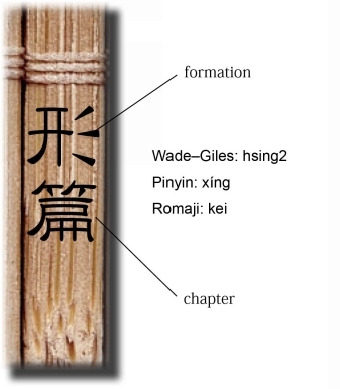 形
篇
formation
Wade–Giles: hsing2
Pinyin: xíng
Romaji: kei
chapter